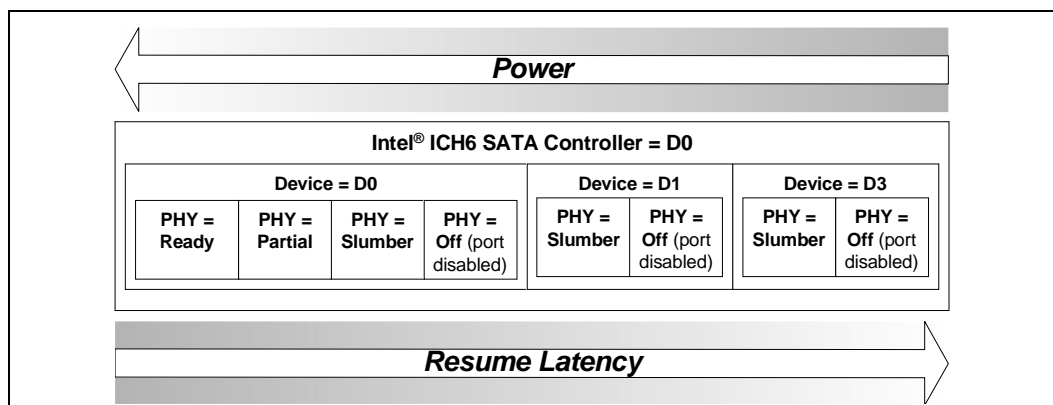 Power
Intel® ICH6 SATA Controller = D0
Device = D0
PHY =
Ready
PHY =
Partial
PHY =
Slumber
PHY =
Off (port
disabled)
Device = D1
PHY =
Slumber
PHY =
Off (port
disabled)
Device = D3
PHY =
Slumber
PHY =
Off (port
disabled)
Resume Latency